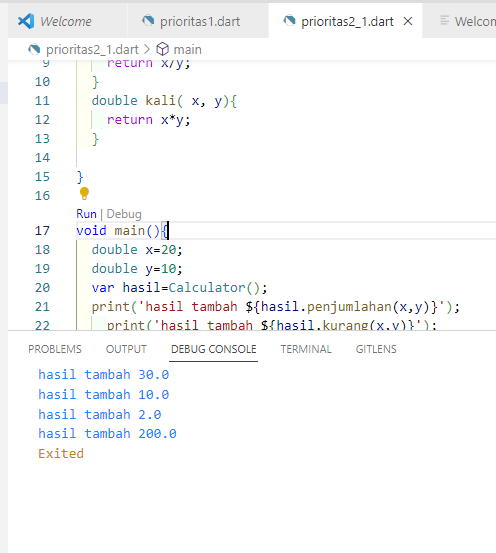 Welcome prioritas1.dart prioritas2_1.dart × Welcom
prioritas2_1.dart > main
9 return x/y;
10 }
11 double kali( x, y){
12 return x*y;
13 }
14
15 }
16
Run | Debug
17 void main(){
18 double x=20;
19 double y=10;
20 var hasil=Calculator();
21 print('hasil tambah ${hasil.penjumlahan(x,y)}');
22 print('hasil tambah ${hasil.kurang(x,y)}');
PROBLEMS OUTPUT DEBUG CONSOLE TERMINAL GITLENS
hasil tambah 30.0
hasil tambah 10.0
hasil tambah 2.0
hasil tambah 200.0
Exited